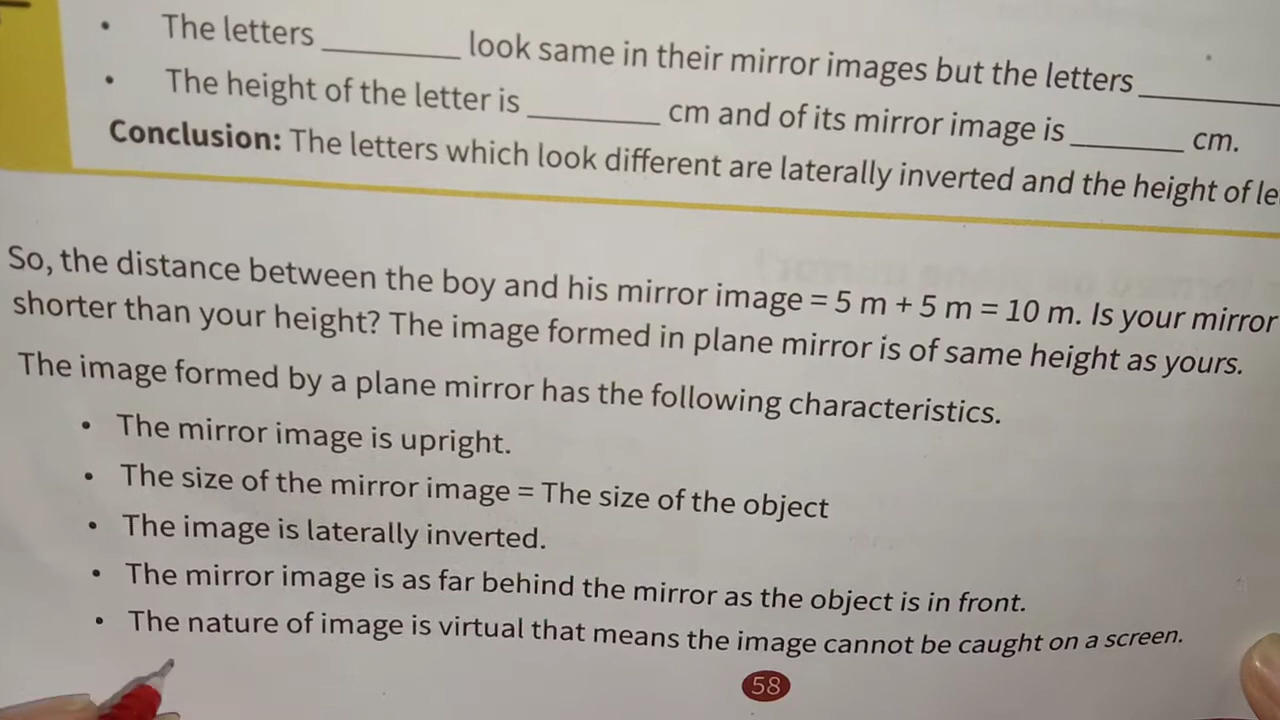 • The letters ________ look same in their mirror images but the letters ________
• The height of the letter is ________ cm and of its mirror image is ________ cm.
Conclusion: The letters which look different are laterally inverted and the height of
So, the distance between the boy and his mirror image = 5 m + 5 m = 10 m. Is your mirror
shorter than your height? The image formed in plane mirror is of same height as yours.
The image formed by a plane mirror has the following characteristics.
• The mirror image is upright.
• The size of the mirror image = The size of the object
• The image is laterally inverted.
• The mirror image is as far behind the mirror as the object is in front.
• The nature of image is virtual that means the image cannot be caught on a screen.
58